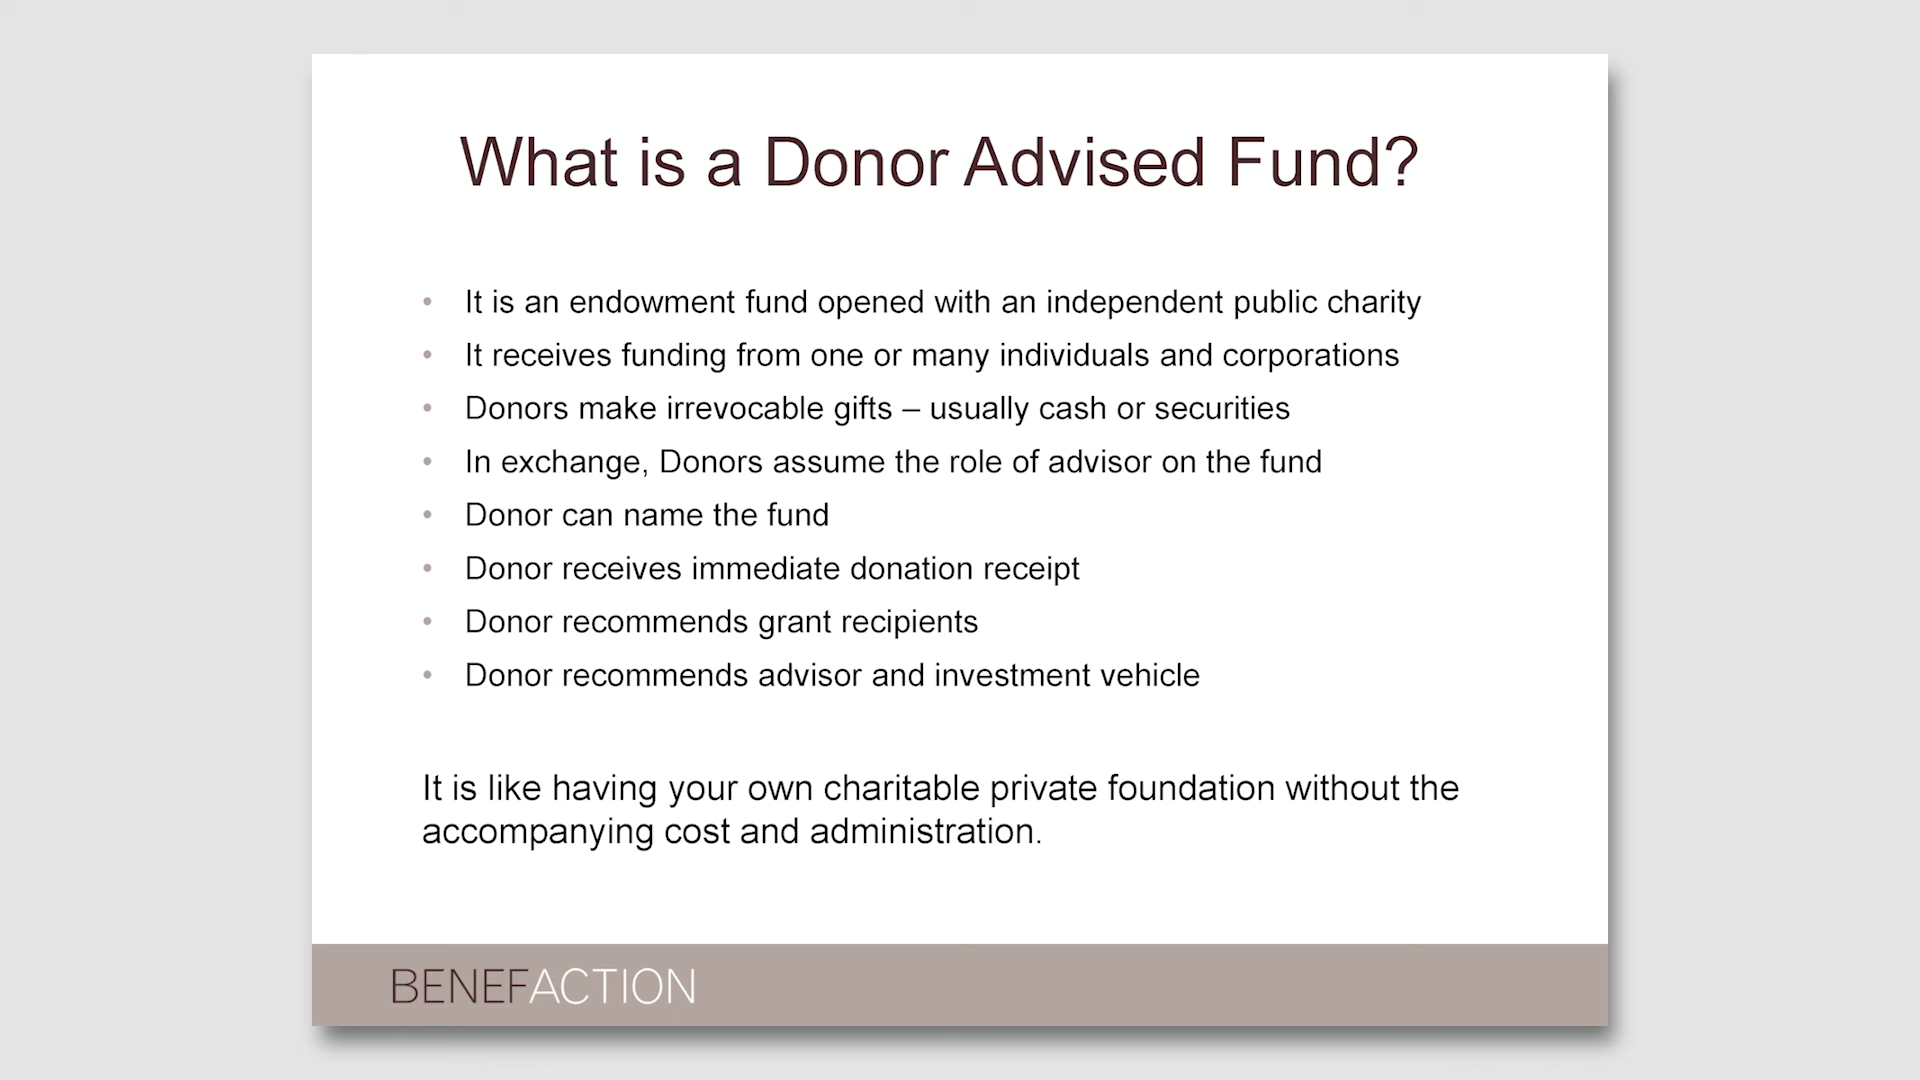 What is a Donor Advised Fund?
• It is an endowment fund opened with an independent public charity
• It receives funding from one or many individuals and corporations
• Donors make irrevocable gifts – usually cash or securities
• In exchange, Donors assume the role of advisor on the fund
• Donor can name the fund
• Donor receives immediate donation receipt
• Donor recommends grant recipients
• Donor recommends advisor and investment vehicle
It is like having your own charitable private foundation without the
accompanying cost and administration.
BENEFACTION